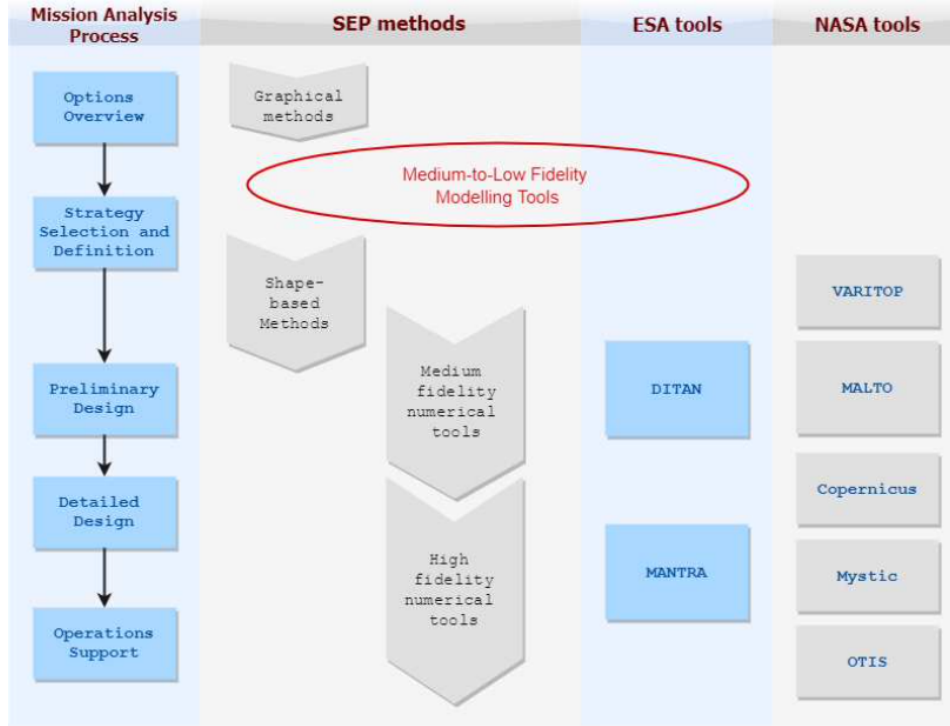 Mission Analysis
Process
SEP methods
ESA tools
NASA tools
Options
Overview
Graphical
methods
Medium-to-Low Fidelity
Modelling Tools
Strategy
Selection and
Definition
Shape-
based
Methods
VARITOP
Preliminary
Design
Medium
fidelity
numerical
tools
DITAN
MALTO
Detailed
Design
Copernicus
High
fidelity
numerical
tools
MANTRA
Mystic
Operations
Support
OTIS